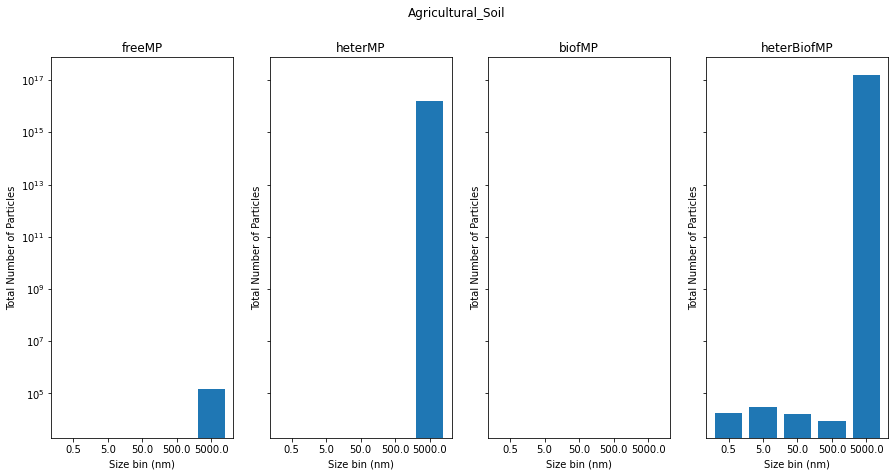 Agricultural_Soil
freeMP
heterMP
biofMP
heterBiofMP
Total Number of Particles
10^17
10^15
10^13
10^11
10^9
10^7
10^5
0.5 5.0 50.0 500.0 5000.0
Size bin (nm)
Total Number of Particles
0.5 5.0 50.0 500.0 5000.0
Size bin (nm)
Total Number of Particles
0.5 5.0 50.0 500.0 5000.0
Size bin (nm)
Total Number of Particles
0.5 5.0 50.0 500.0 5000.0
Size bin (nm)